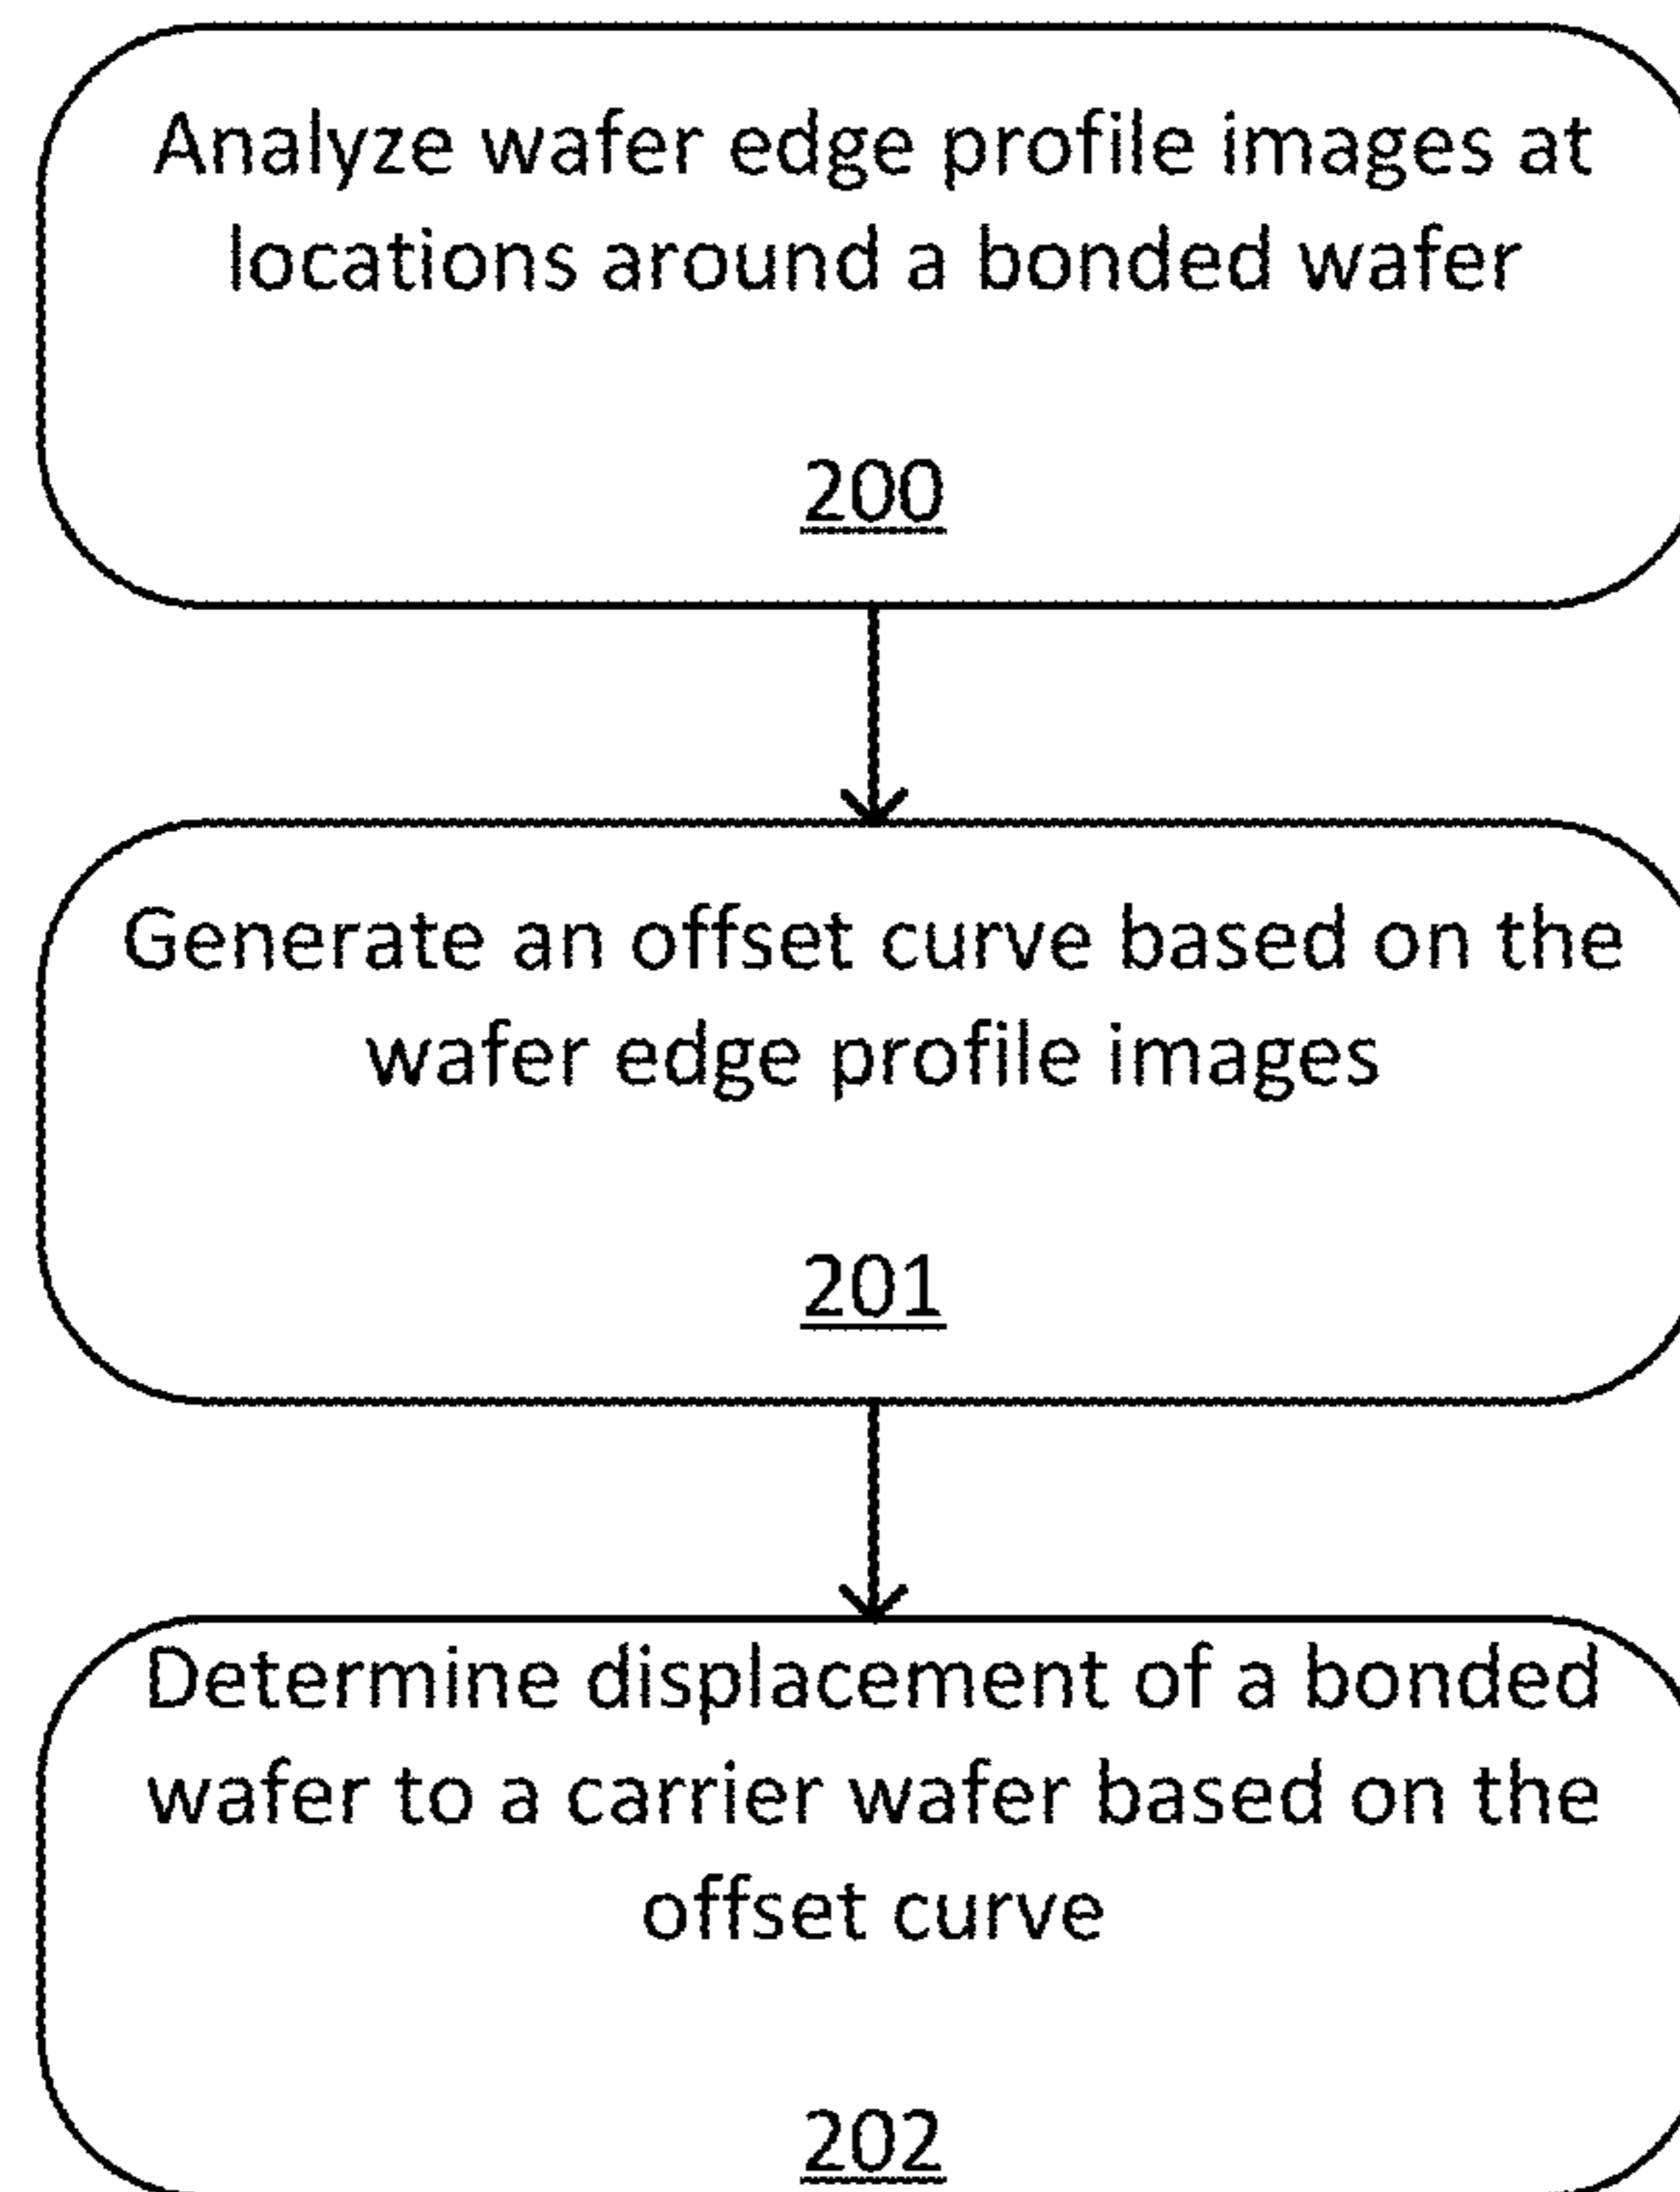 Analyze wafer edge profile images at
locations around a bonded wafer
200
Generate an offset curve based on the
wafer edge profile images
201
Determine displacement of a bonded
wafer to a carrier wafer based on the
offset curve
202